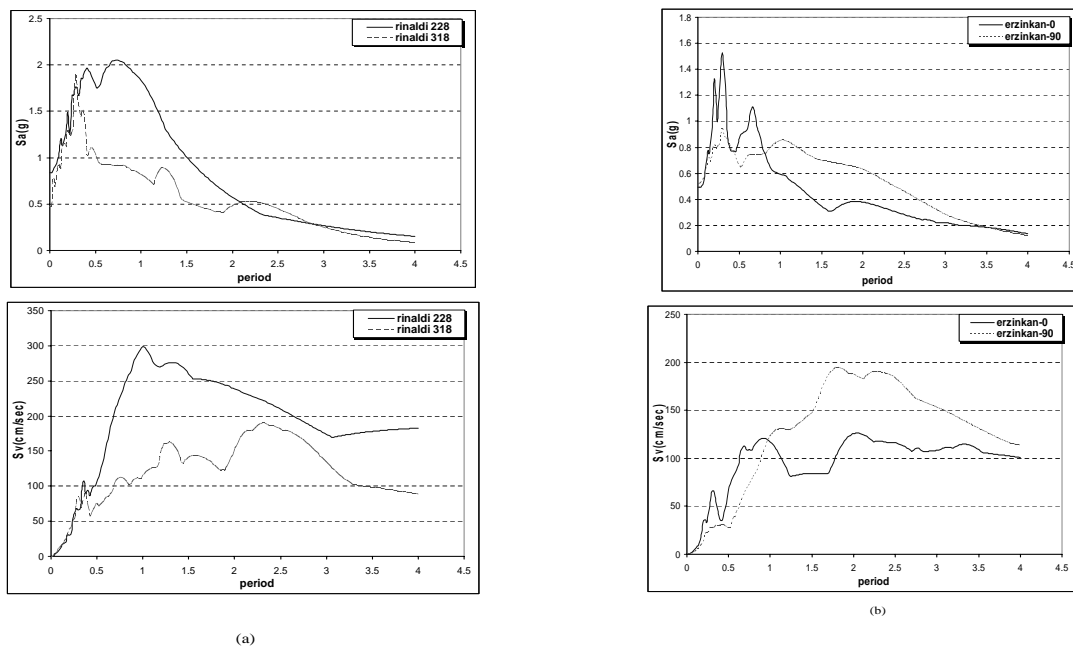 2.5
2
1.5
1
0.5
0
Sa(g)
0 0.5 1 1.5 2 2.5 3 3.5 4 4.5
period
rinaldi 228
rinaldi 318
1.8
1.6
1.4
1.2
1.0
0.8
0.6
0.4
0.2
0
Sa(g)
0 0.5 1 1.5 2 2.5 3 3.5 4 4.5
period
erzinkan-0
erzinkan-90
350
300
250
200
150
100
50
0
Sv(cm/sec)
0 0.5 1 1.5 2 2.5 3 3.5 4 4.5
period
rinaldi 228
rinaldi 318
(a)
250
200
150
100
50
0
Sv(cm/sec)
0 0.5 1 1.5 2 2.5 3 3.5 4 4.5
period
erzinkan-0
erzinkan-90
(b)